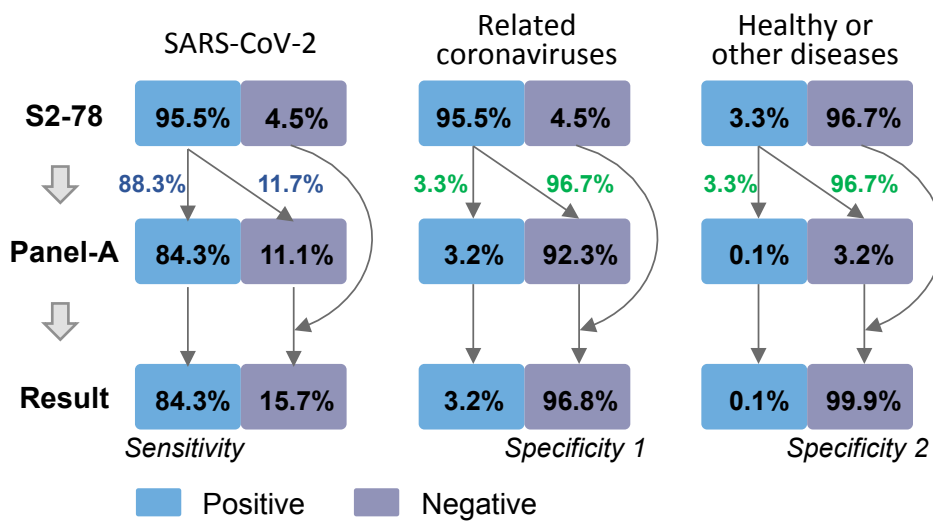 SARS-CoV-2
Related
coronaviruses
Healthy or
other diseases
S2-78
95.5% 4.5% 95.5% 4.5% 3.3% 96.7%
88.3% 11.7% 3.3% 96.7% 3.3% 96.7%
Panel-A
84.3% 11.1% 3.2% 92.3% 0.1% 3.2%
Result
84.3% 15.7% 3.2% 96.8% 0.1% 99.9%
Sensitivity Specificity 1 Specificity 2
Positive Negative